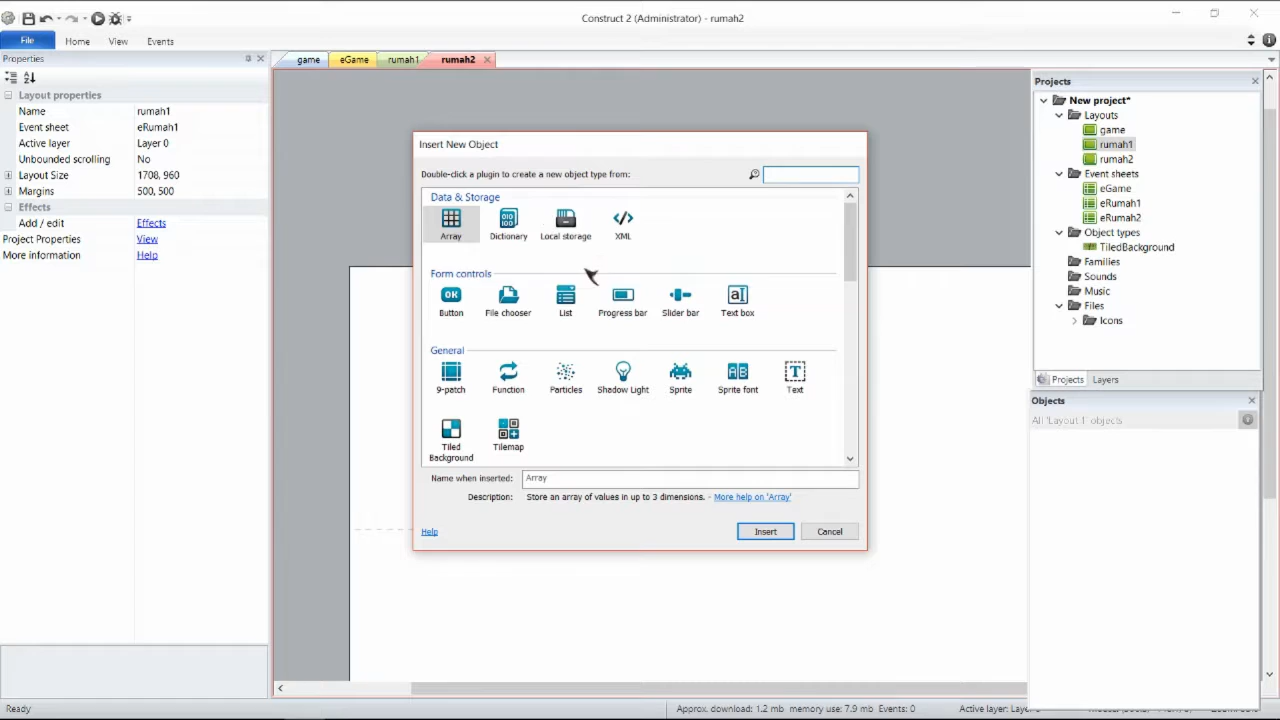 Construct 2 (Administrator) - rumah2
File Home View Events
Properties
game eGame rumah1 rumah2
Layout properties
Name rumah1
Event sheet eRumah1
Active layer Layer 0
Unbounded scrolling No
Layout Size 1708, 960
Margins 500, 500
Effects
Add / edit Effects
Project Properties View
More information Help
Insert New Object
Double-click a plugin to create a new object type from:
Data & Storage
Array Dictionary Local storage XML
Form controls
Button File chooser List Progress bar Slider bar Text box
General
9-patch Function Particles Shadow Light Sprite Sprite font Text
Tiled Background Tilemap
Name when inserted: Array
Description: Store an array of values in up to 3 dimensions. - More help on 'Array'
Help Insert Cancel
Projects
New project*
Layouts
game
rumah1
rumah2
Event sheets
eGame
eRumah1
eRumah2
Object types
TiledBackground
Families
Sounds
Music
Files
Icons
Projects Layers
Objects
All 'Layout 1' objects
Ready
Approx. download: 1.2 mb memory use: 7.9 mb Events: 0 Active layer: